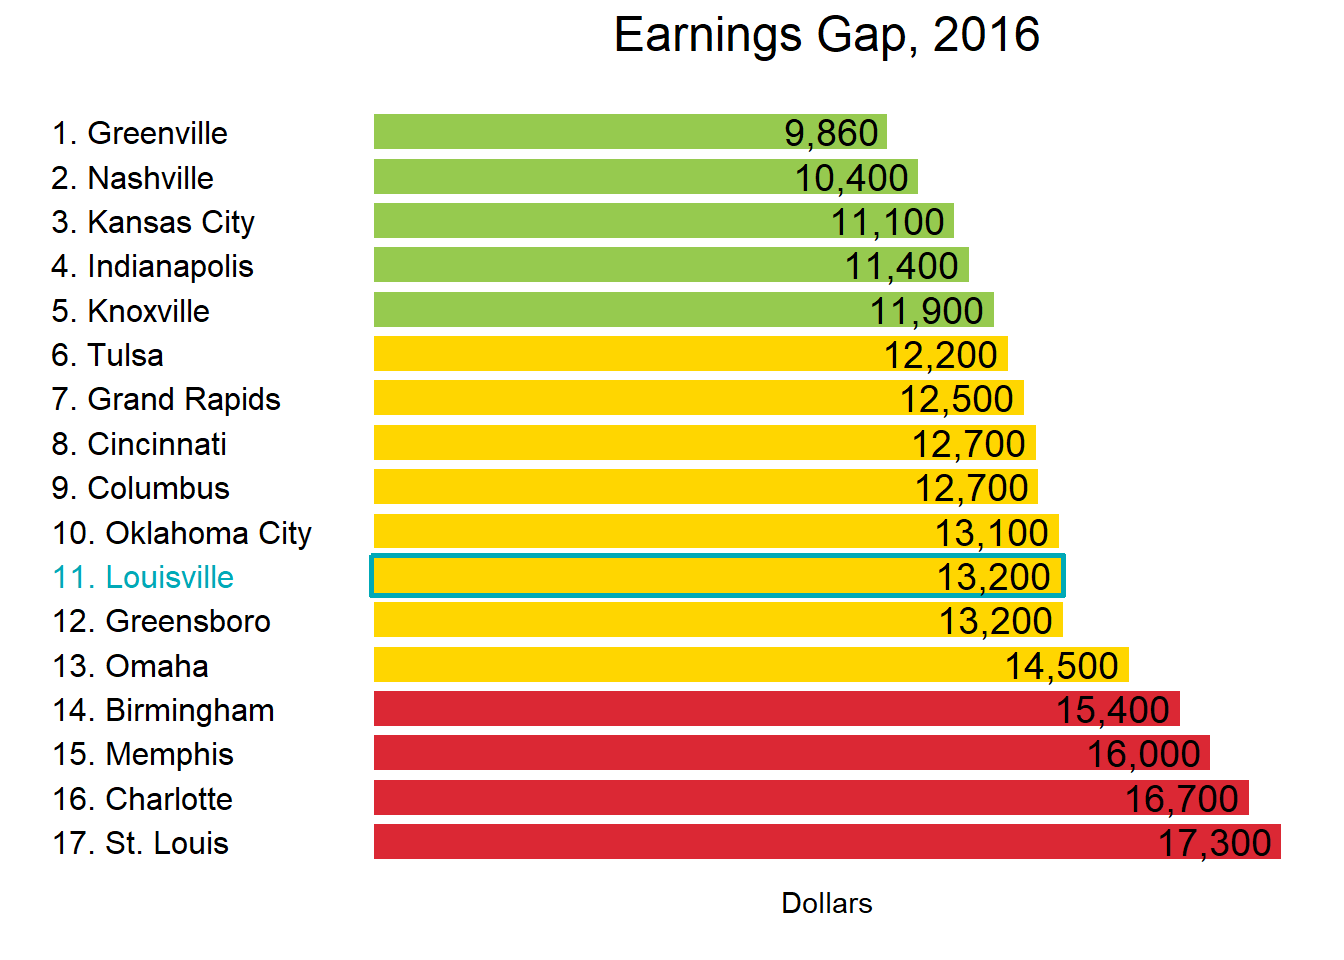 Earnings Gap, 2016
1. Greenville 9,860
2. Nashville 10,400
3. Kansas City 11,100
4. Indianapolis 11,400
5. Knoxville 11,900
6. Tulsa 12,200
7. Grand Rapids 12,500
8. Cincinnati 12,700
9. Columbus 12,700
10. Oklahoma City 13,100
11. Louisville 13,200
12. Greensboro 13,200
13. Omaha 14,500
14. Birmingham 15,400
15. Memphis 16,000
16. Charlotte 16,700
17. St. Louis 17,300
Dollars